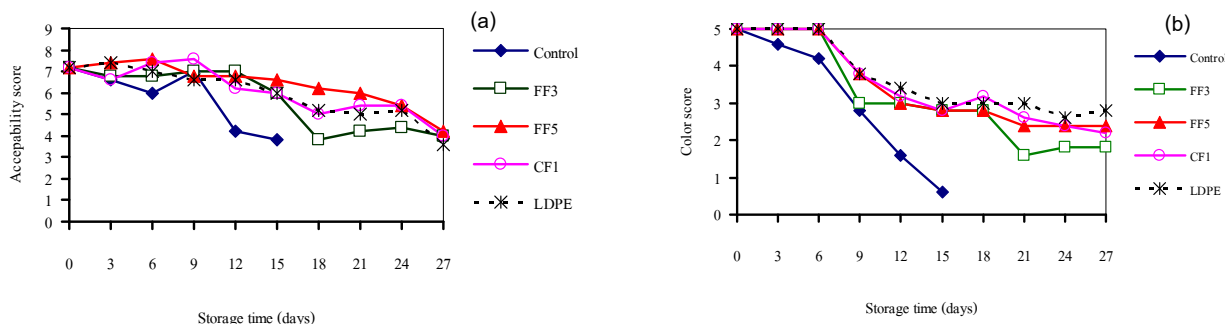 (a)
9
8
7
6
5
4
3
2
1
0
Accepability score
0 3 6 9 12 15 18 21 24 27
Storage time (days)
Control
FF3
FF5
CF1
LDPE
(b)
5
4
3
2
1
0
Color score
0 3 6 9 12 15 18 21 24 27
Storage time (days)
Control
FF3
FF5
CF1
LDPE